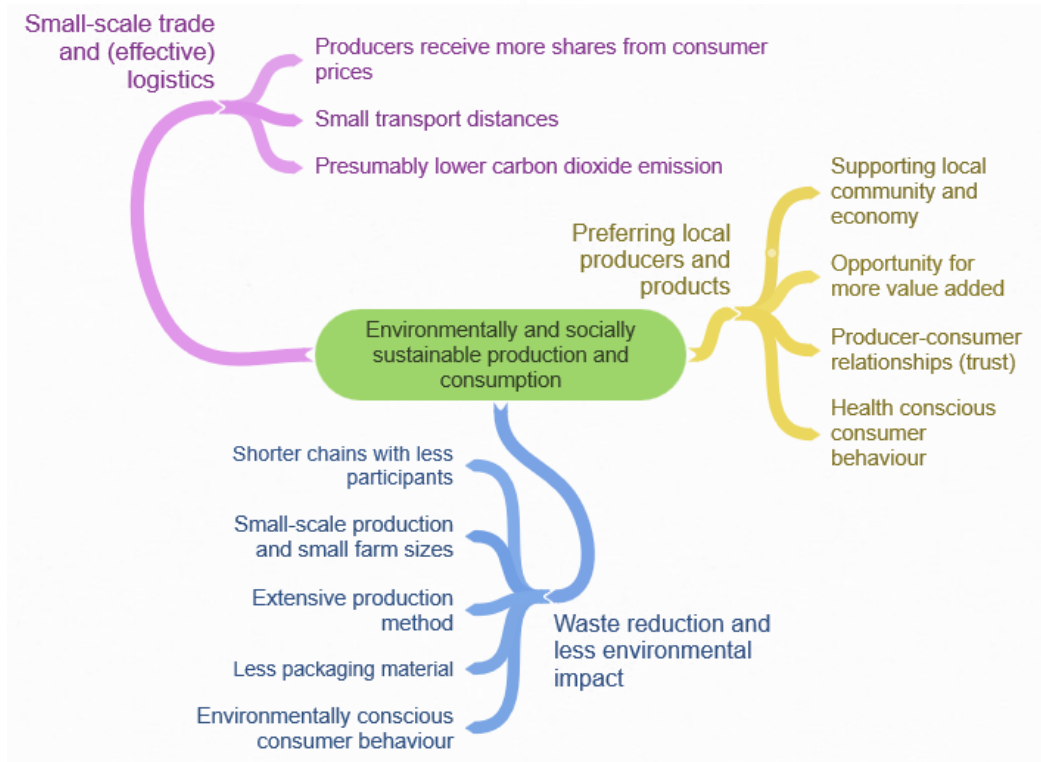 Small-scale trade
and (effective)
logistics
Producers receive more shares from consumer
prices
Small transport distances
Presumably lower carbon dioxide emission
Preferring local
producers and
products
Supporting local
community and
economy
Opportunity for
more value added
Producer-consumer
relationships (trust)
Health conscious
consumer
behaviour
Environmentally and socially
sustainable production and
consumption
Shorter chains with less
participants
Small-scale production
and small farm sizes
Extensive production
method
Less packaging material
Environmentally conscious
consumer behaviour
Waste reduction and
less environmental
impact